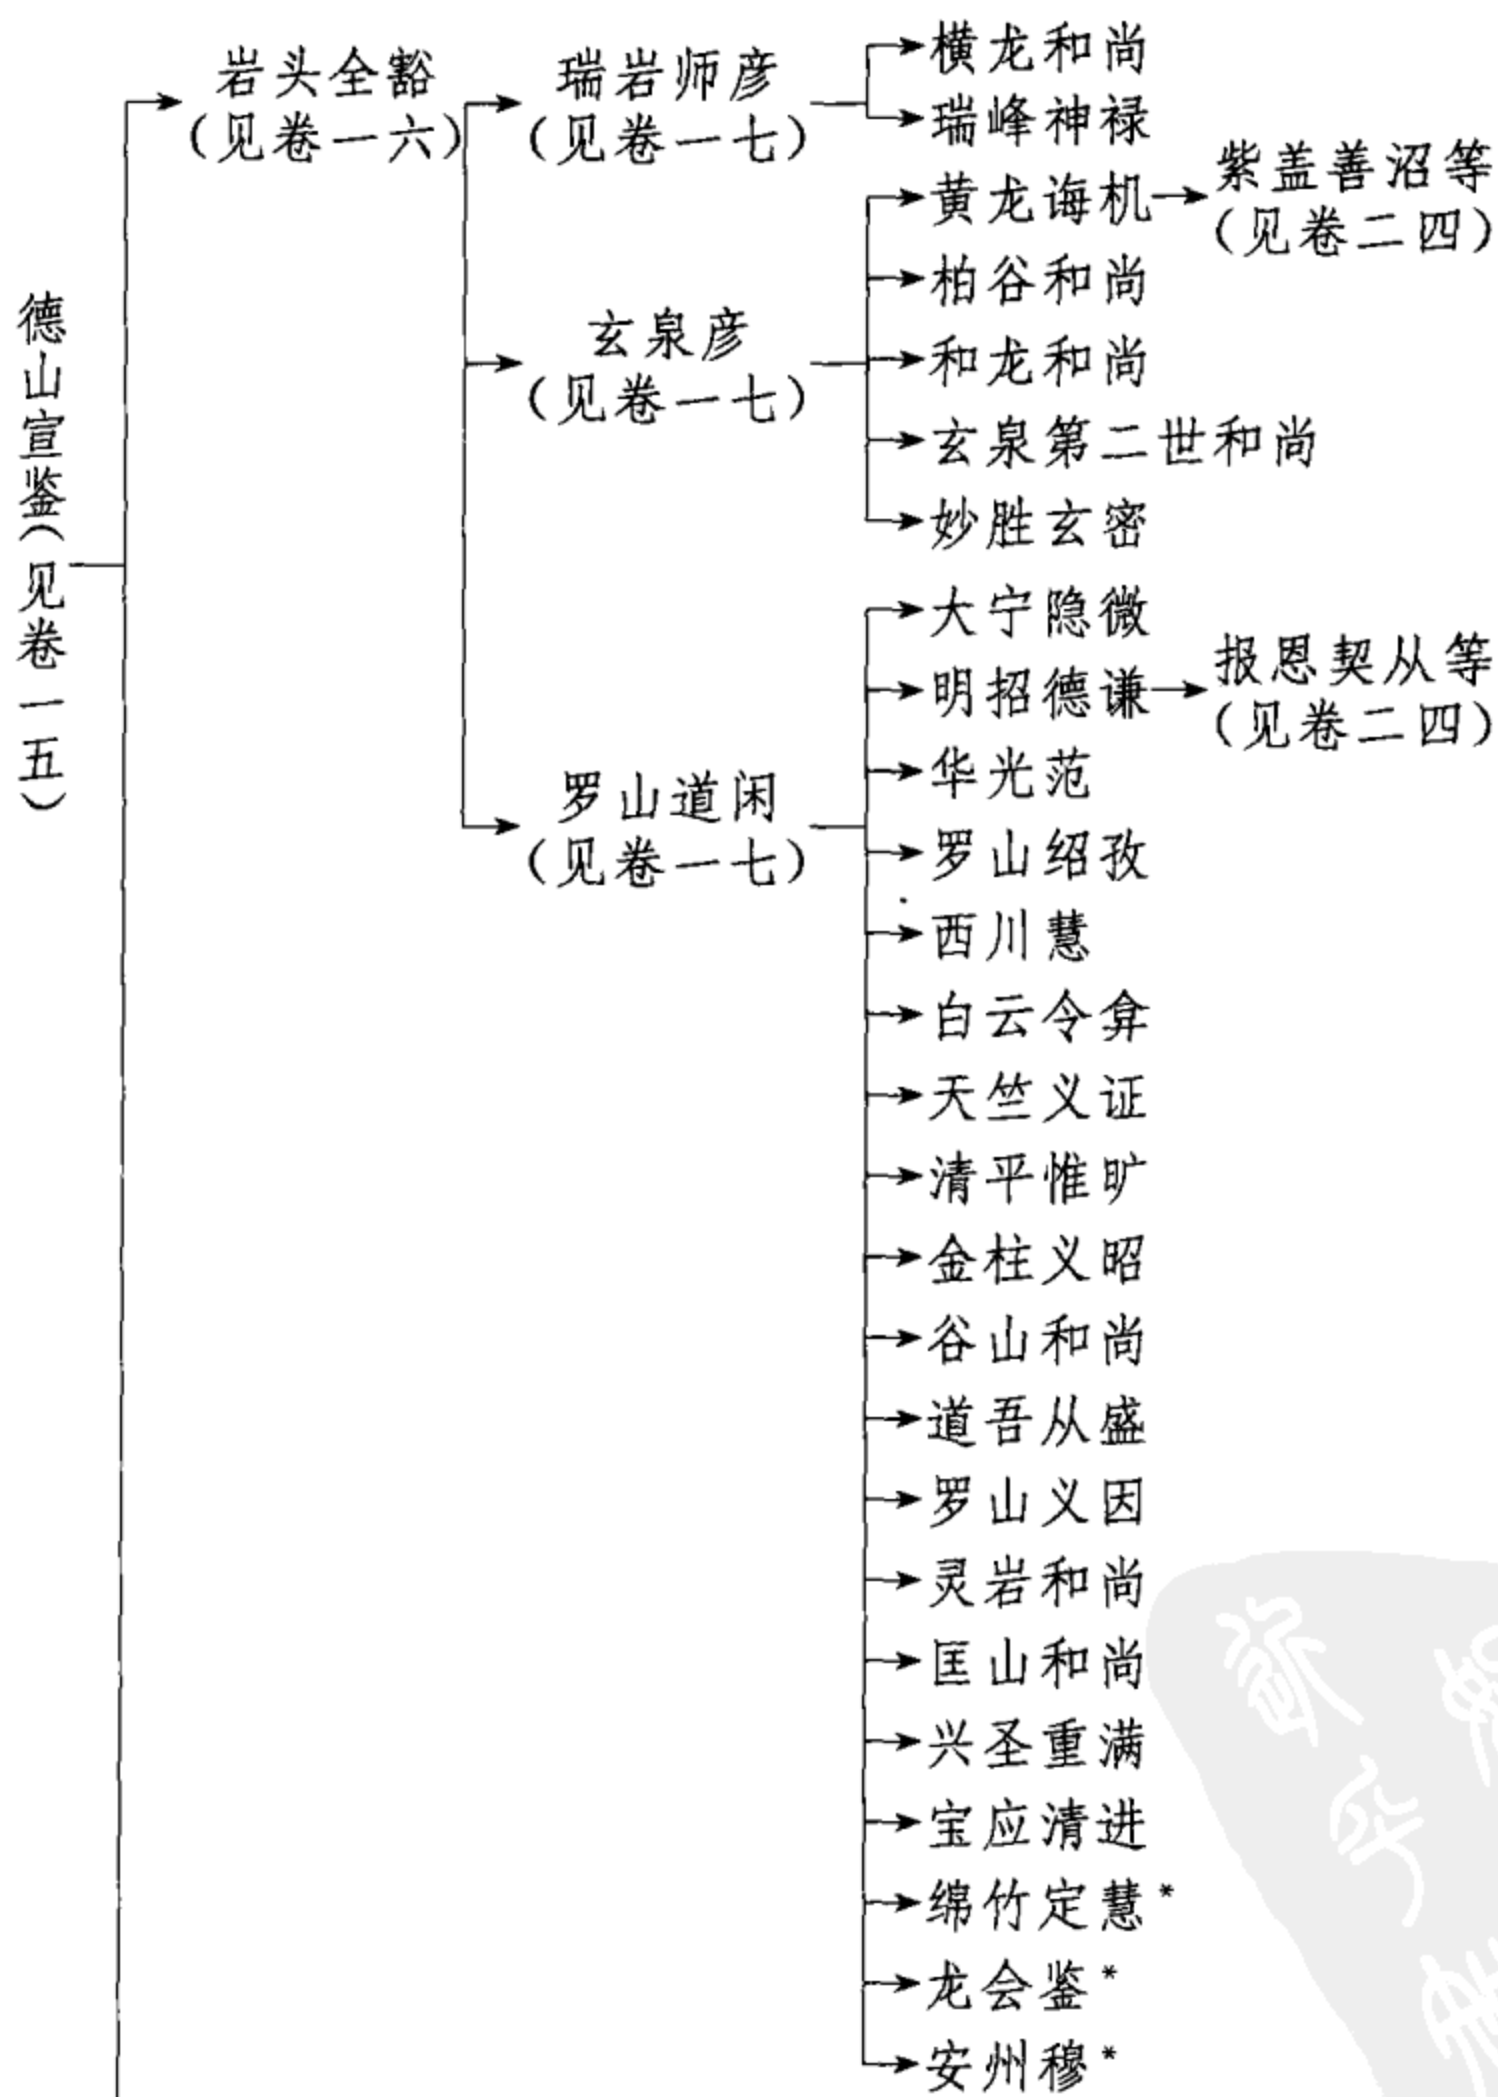 德山宣鉴（见卷一五）
岩头全豁
（见卷一六）
瑞岩师彦
（见卷一七）
横龙和尚
瑞峰神禄
玄泉彦
（见卷一七）
黄龙诲机
紫盖善沼等
（见卷二四）
柏谷和尚
和龙和尚
玄泉第二世和尚
妙胜玄密
罗山道闲
（见卷一七）
大宁隐微
明招德谦
报恩契从等
（见卷二四）
华光范
罗山绍孜
西川慧
白云令弇
天竺义证
清平惟旷
金柱义昭
谷山和尚
道吾从盛
罗山义因
灵岩和尚
匡山和尚
兴圣重满
宝应清进
绵竹定慧*
龙会鉴*
安州穆*